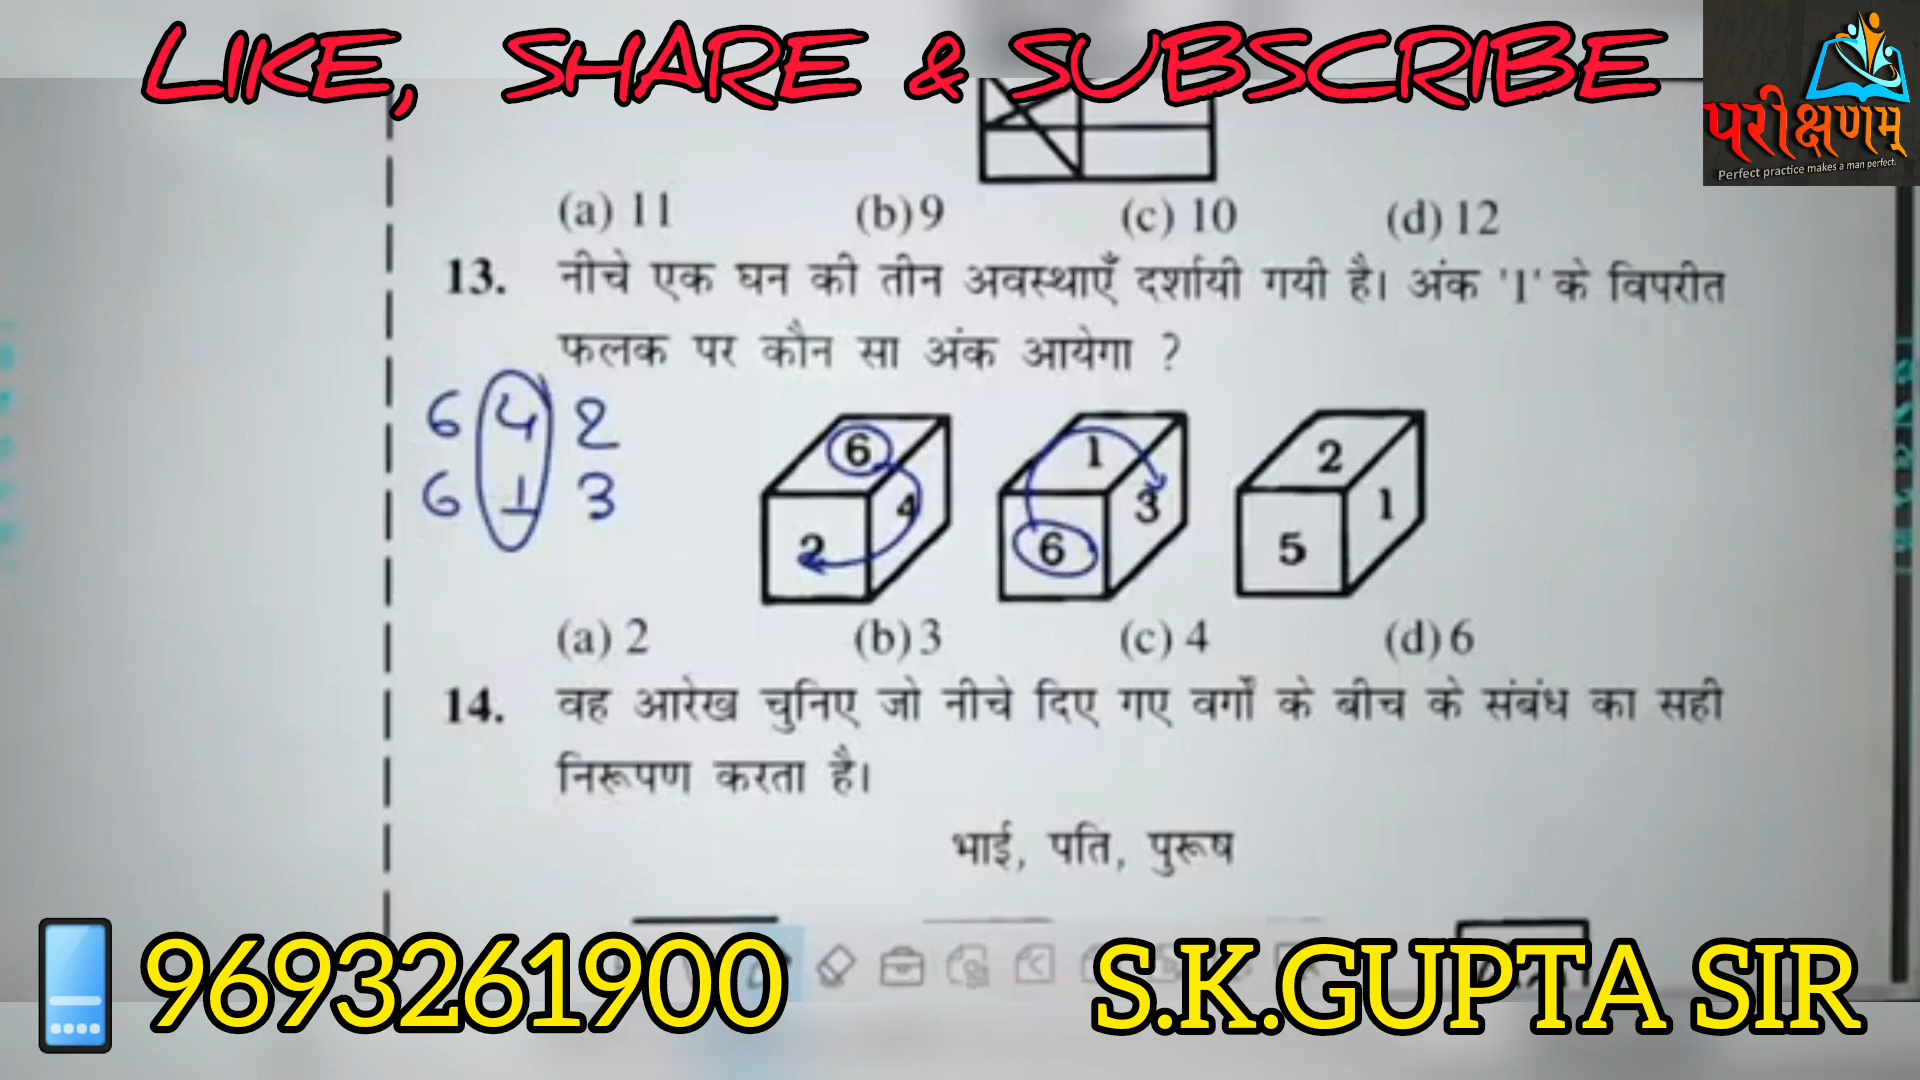 LIKE, SHARE & SUBSCRIBE
परीक्षणम्
Perfect practice makes a man perfect.
(a) 11 (b) 9 (c) 10 (d) 12
13. नीचे एक घन की तीन अवस्थाएँ दर्शायी गयी है। अंक '1' के विपरीत
फलक पर कौन सा अंक आयेगा ?
6 4 2
6 1 3
6 4 2
1 3 6
2 1 5
(a) 2 (b) 3 (c) 4 (d) 6
14. वह आरेख चुनिए जो नीचे दिए गए वर्गों के बीच के संबंध का सही
निरूपण करता है।
भाई, पति, पुरूष
9693261900 S.K.GUPTA SIR